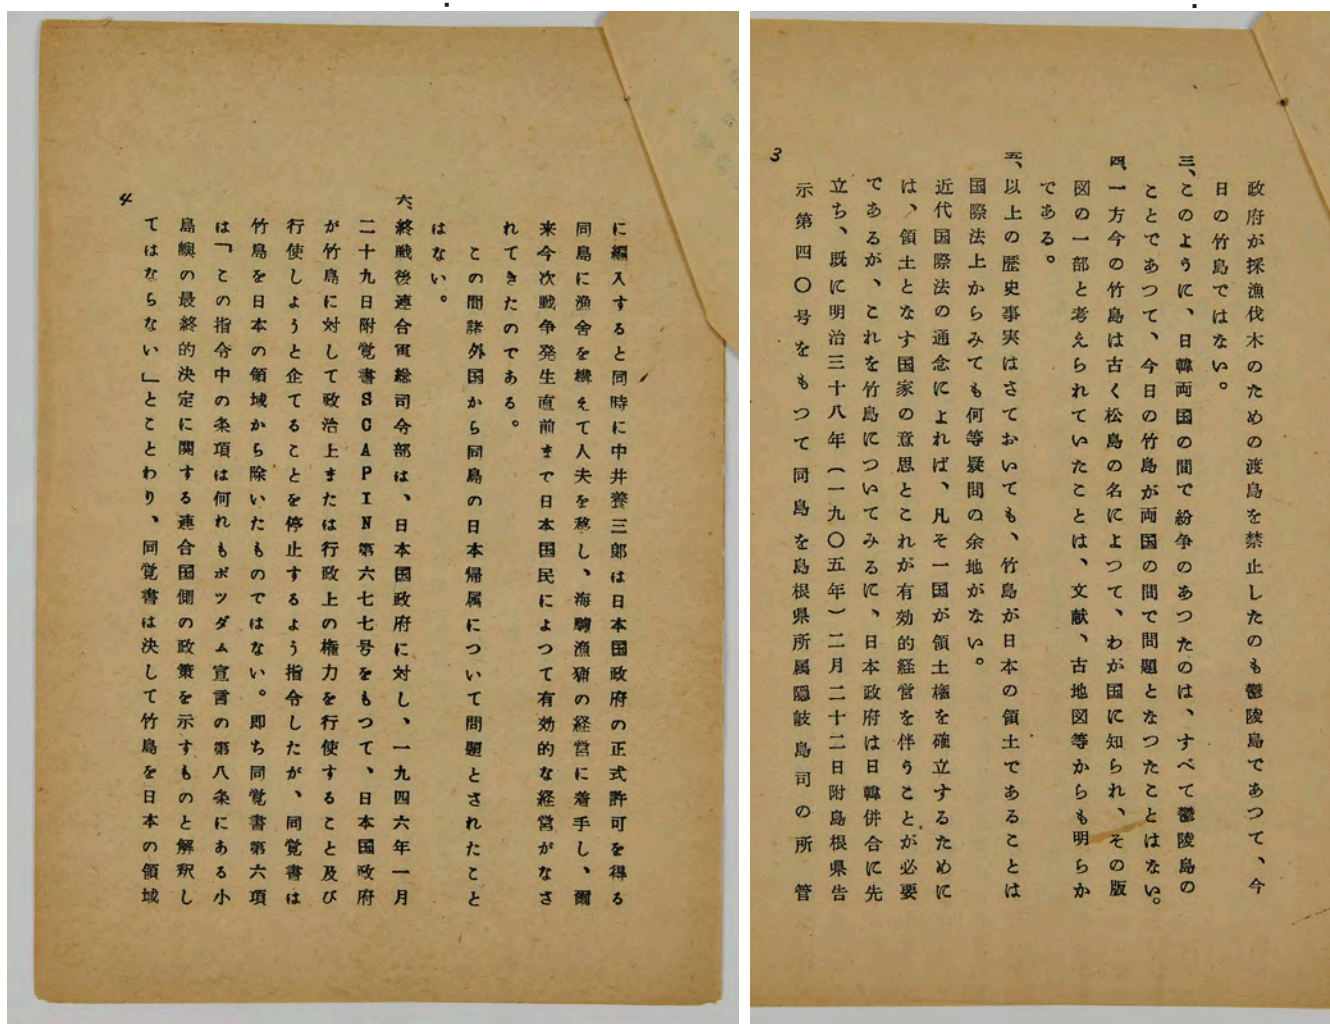 3
政府が採漁伐木のための渡島を禁止したのも鬱陵島であつて、今
日の竹島ではない。
三、このように、日韓両国の間で紛争のあつたのは、すべて鬱陵島の
ことであつて、今日の竹島が両国の間で問題となつたことはない。
四、一方今の竹島は古く松島の名によつて、わが国に知られ、その版
図の一部と考えられていたことは、文献、古地図等からも明らか
である。
五、以上の歴史事実はさておいても、竹島が日本の領土であることは
国際法上からみても何等疑問の余地がない。
近代国際法の通念によれば、凡そ一国が領土権を確立するために
は、領土となす国家の意思とこれが有効的経営を伴うことが必要
であるが、これを竹島についてみるに、日本政府は日韓併合に先
立ち、既に明治三十八年(一九〇五年)二月二十二日附島根県告
示第四〇号をもつて同島を島根県所属隠岐島司の所管
4
に編入すると同時に中井養三郎は日本国政府の正式許可を得る
同島に漁舎を構えて人夫を移し、海驢漁猟の経営に着手し、爾
来今次戦争発生直前まで日本国民によつて有効的な経営がなさ
れてきたのである。
この間諸外国から同島の日本帰属について問題とされたこと
はない。
六、終戦後連合軍総司令部は、日本国政府に対し、一九四六年一月
二十九日附覚書SCAPIN第六七七号をもつて、日本国政府
が竹島に対して政治上または行政上の権力を行使すること及び
行使しようと企てることを停止するよう指令したが、同覚書は
竹島を日本の領域から除いたものではない。即ち同覚書第六項
は「この指令中の条項は何れもポツダム宣言の第八条にある小
島嶼の最終的決定に関する連合国側の政策を示すものと解釈し
てはならない」とことわり、同覚書は決して竹島を日本の領域